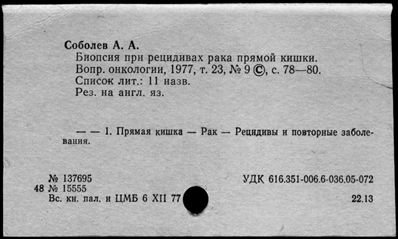 Соболев А. А.
Биопсия при рецидивах рака прямой кишки.
Вопр. онкологии, 1977, т. 23, № 9 ©, с. 78—80.
Список лит.: 11 назв.
Рез. на англ. яз.
— — 1. Прямая кишка — Рак — Рецидивы и повторные заболе-
вания.
№ 137695
УДК 616.351-006.6-036.05-072
48 № 15555
Вс. кн. пал. и ЦМБ 6 XII 77
22.13